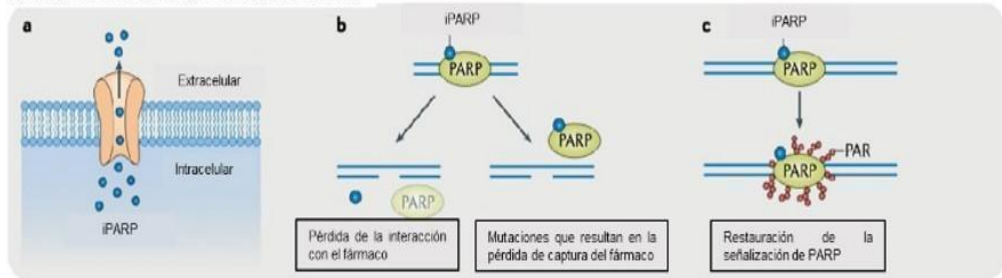 a
Extracelular
Intracelular
iPARP
b
iPARP
PARP
PARP
PARP
Pérdida de la interacción
con el fármaco
Mutaciones que resultan en la
pérdida de captura del fármaco
c
iPARP
PARP
PAR
PARP
Restauración de la
señalización de PARP